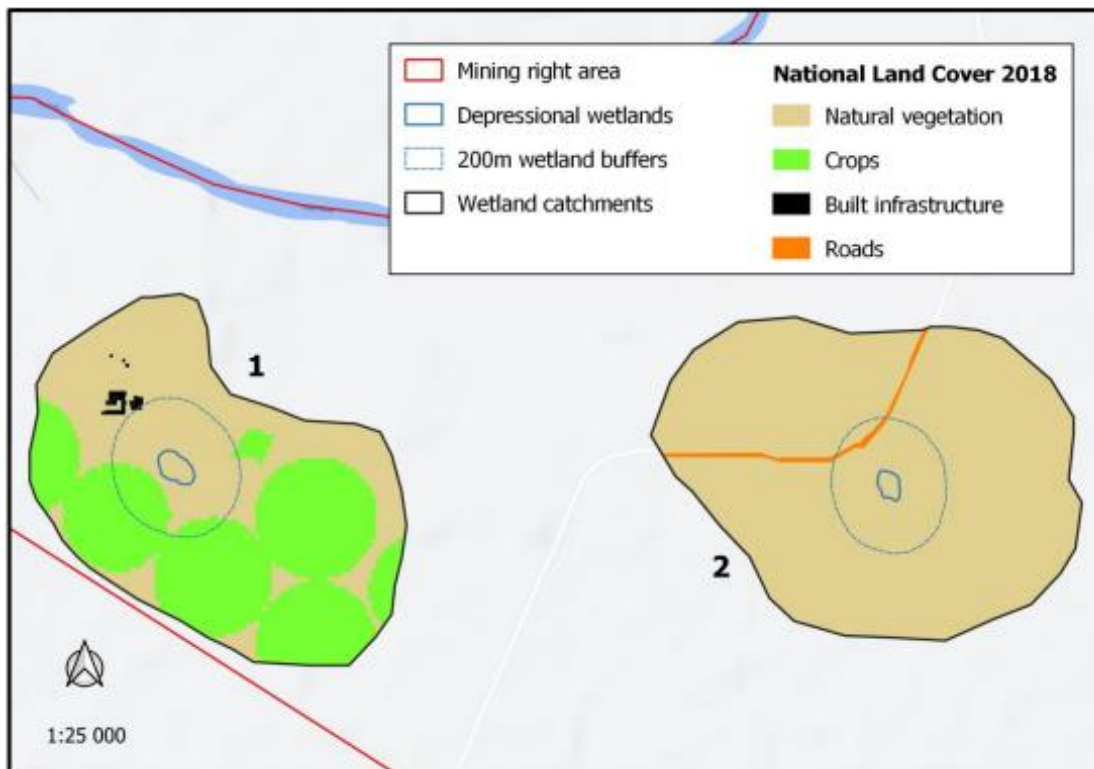 Mining right area
Depressional wetlands
200m wetland buffers
Wetland catchments
National Land Cover 2018
Natural vegetation
Crops
Built infrastructure
Roads
1
2
1:25 000